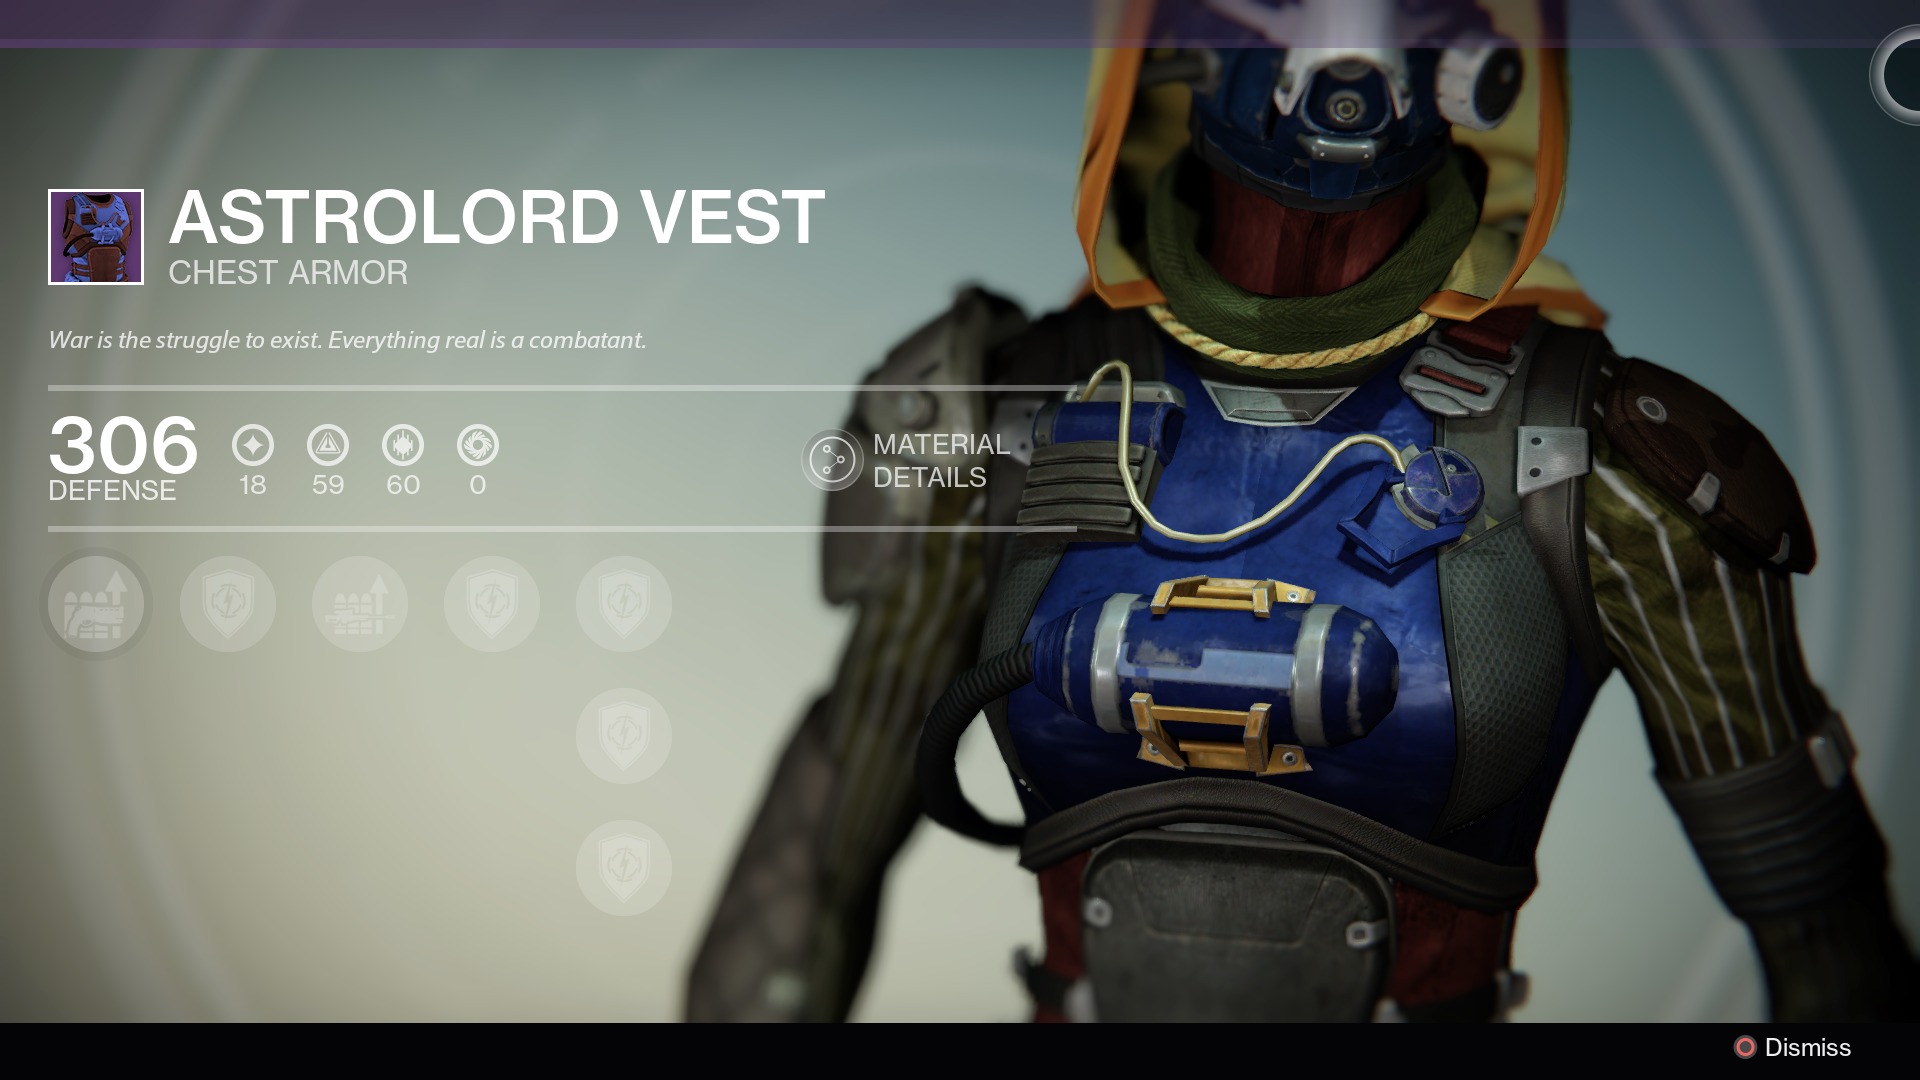 ASTROLORD VEST
CHEST ARMOR
War is the struggle to exist. Everything real is a combatant.
306
DEFENSE
18
59
60
0
MATERIAL
DETAILS
Dismiss